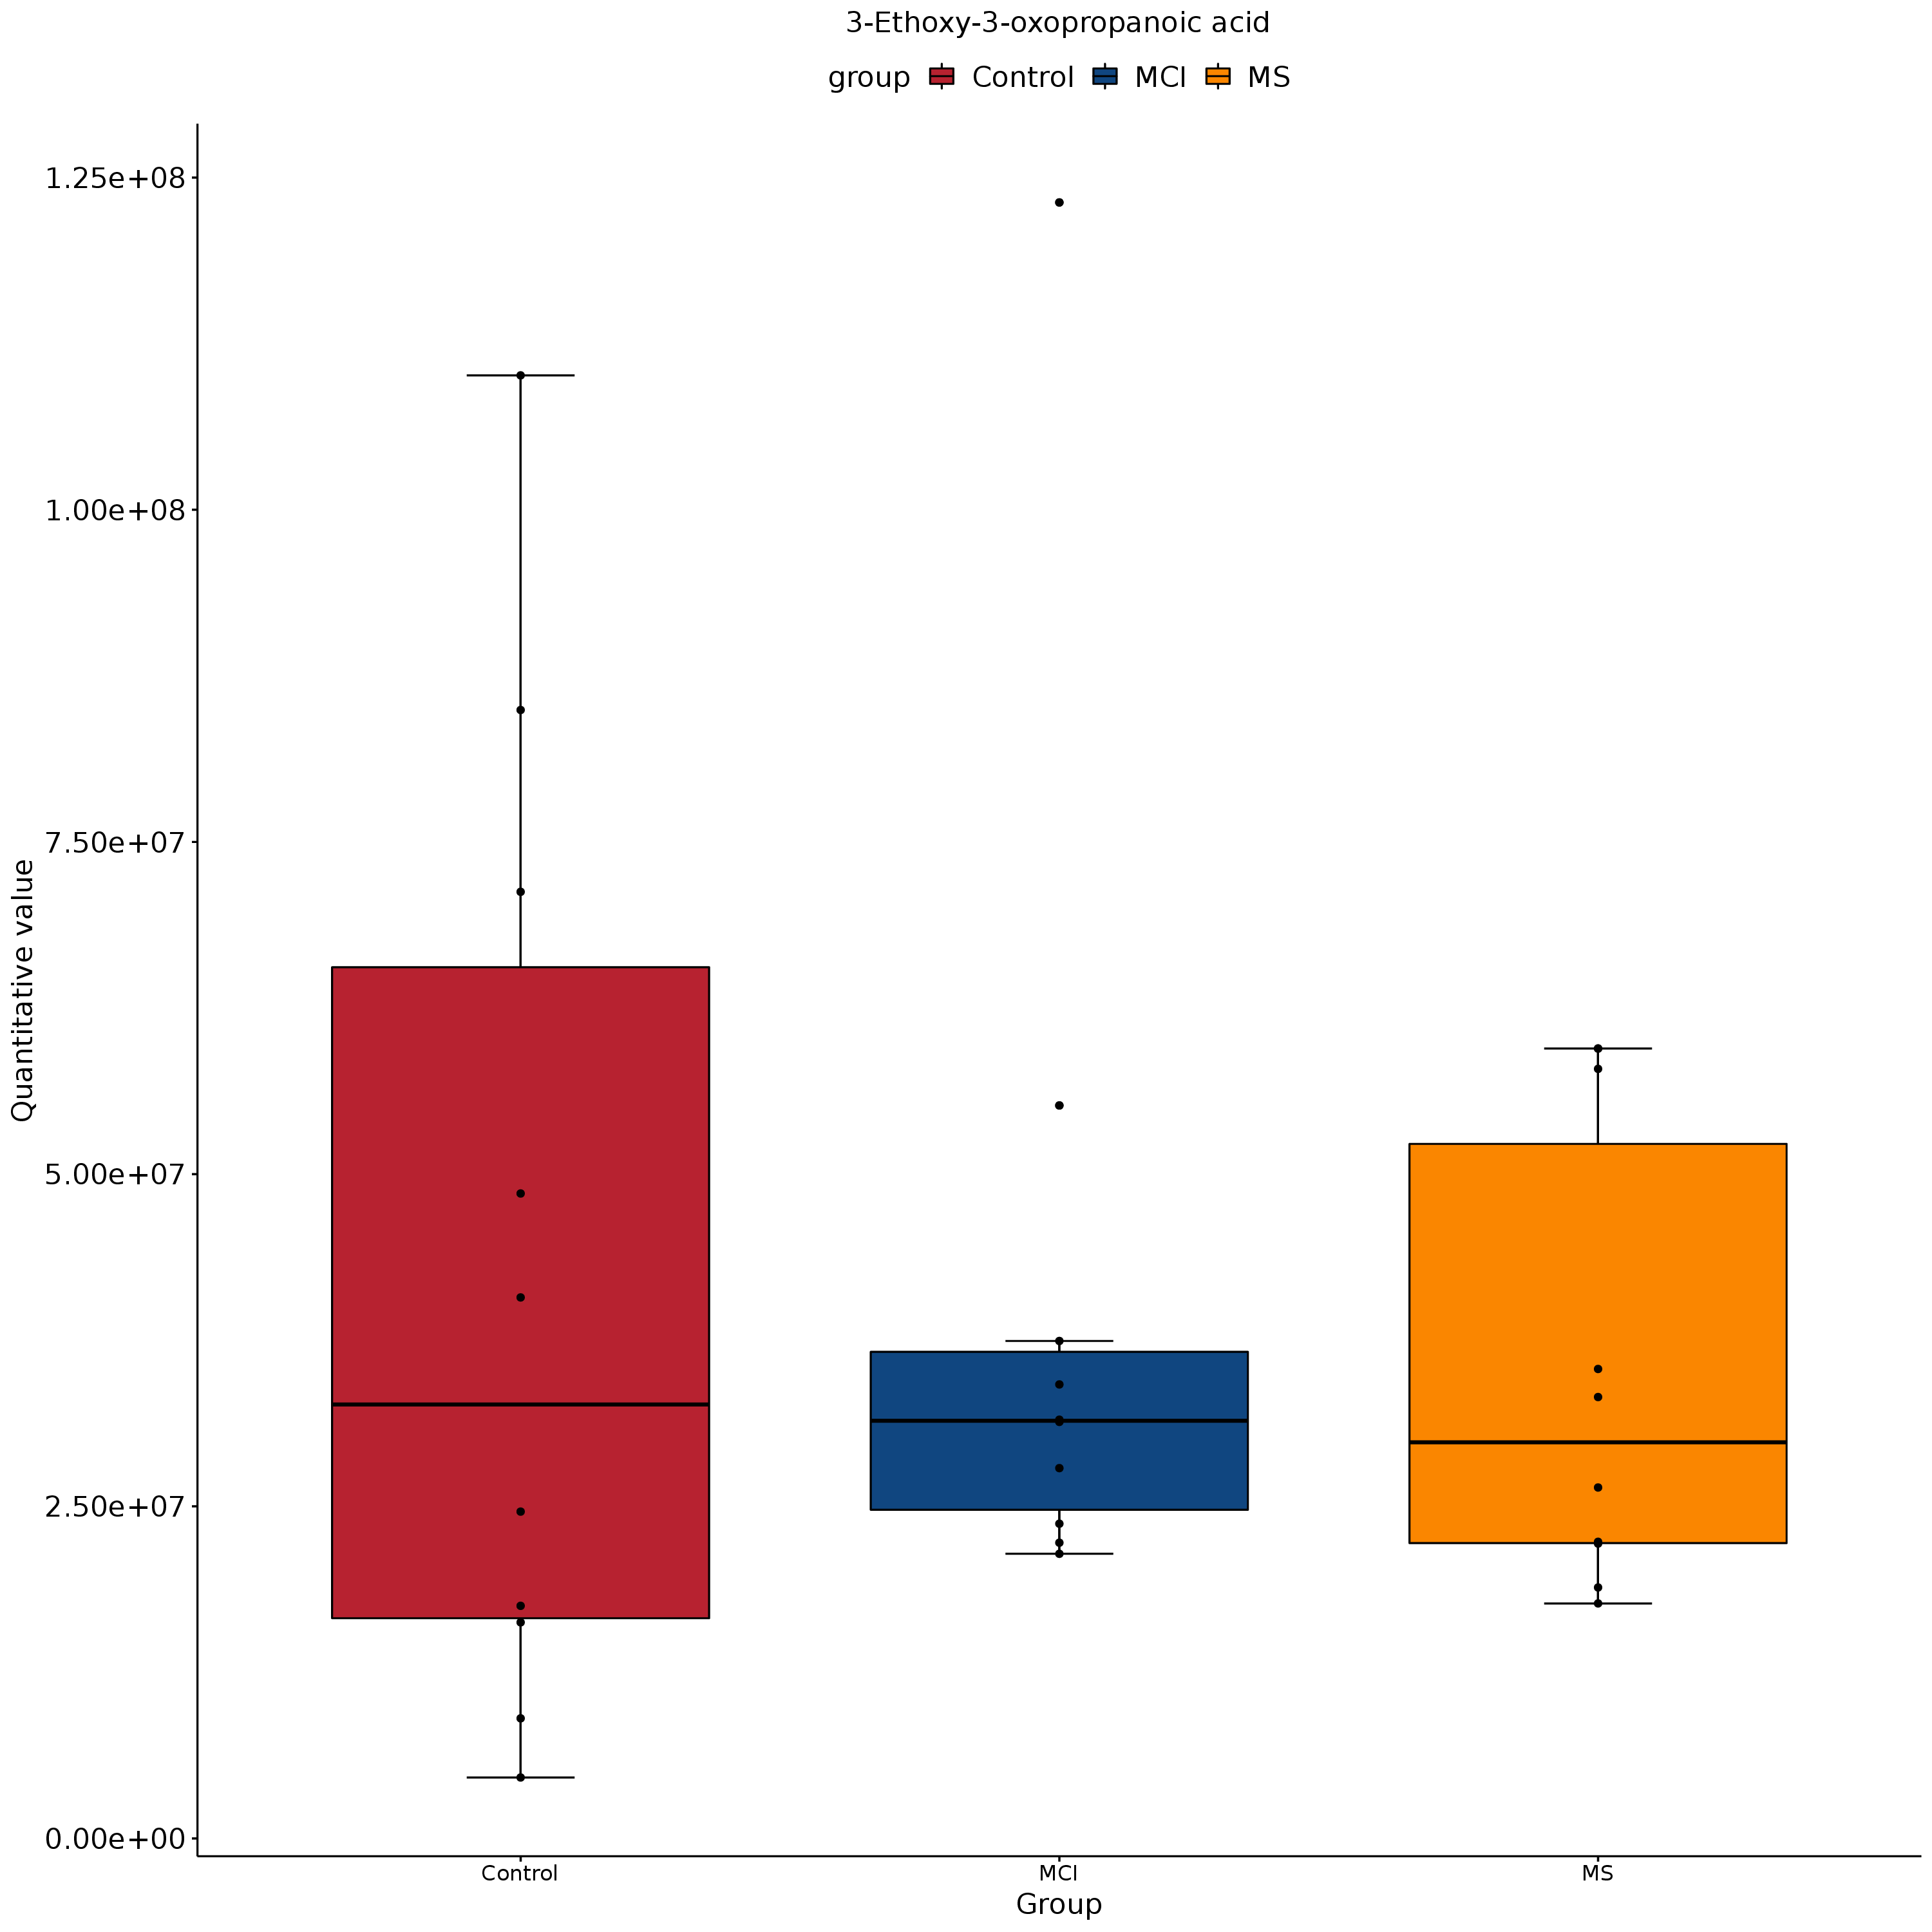 3-Ethoxy-3-oxopropanoic acid
group Control MCI MS
1.25e+08
1.00e+08
7.50e+07
5.00e+07
2.50e+07
0.00e+00
Quantitative value
Control MCI MS
Group